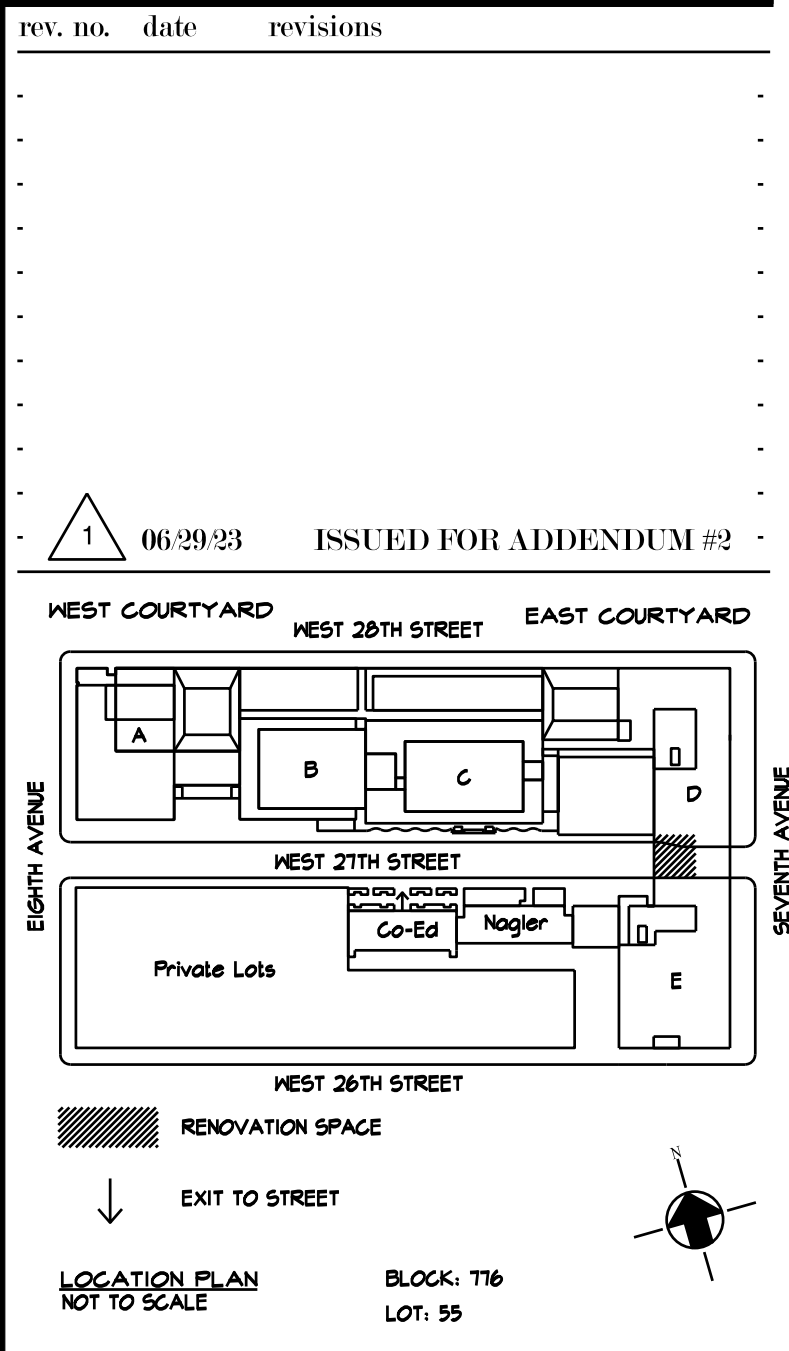 rev. no. date revisions
1 06/29/23 ISSUED FOR ADDENDUM #2
WEST COURTYARD
EAST COURTYARD
WEST 28TH STREET
A
B
C
D
EIGHTH AVENUE
SEVENTH AVENUE
WEST 27TH STREET
Co-Ed
Nagler
Private Lots
E
WEST 26TH STREET
RENOVATION SPACE
N
EXIT TO STREET
LOCATION PLAN
NOT TO SCALE
BLOCK: 776
LOT: 55